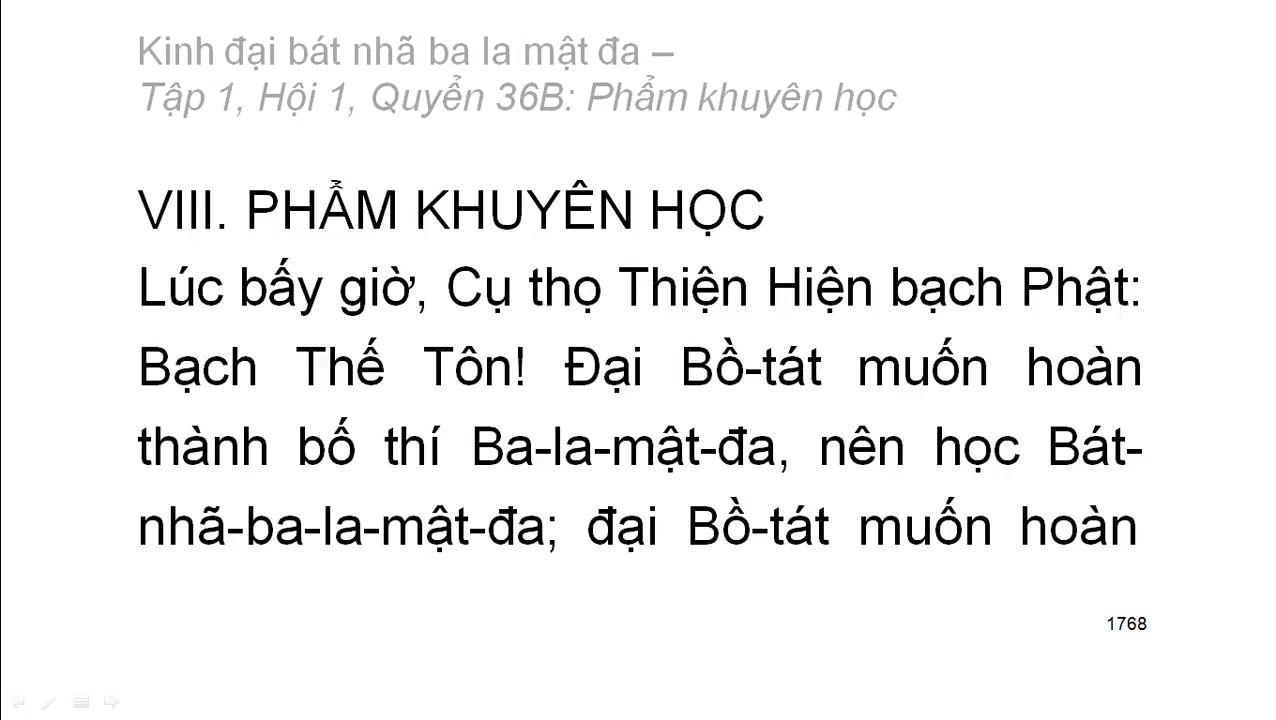 Kinh đại bát nhã ba la mật đa –
Tập 1, Hội 1, Quyển 36B: Phẩm khuyên học
VIII. PHẨM KHUYÊN HỌC
Lúc bấy giờ, Cụ thọ Thiện Hiện bạch Phật:
Bạch Thế Tôn! Đại Bồ-tát muốn hoàn
thành bố thí Ba-la-mật-đa, nên học Bát-
nhã-ba-la-mật-đa; đại Bồ-tát muốn hoàn
1768